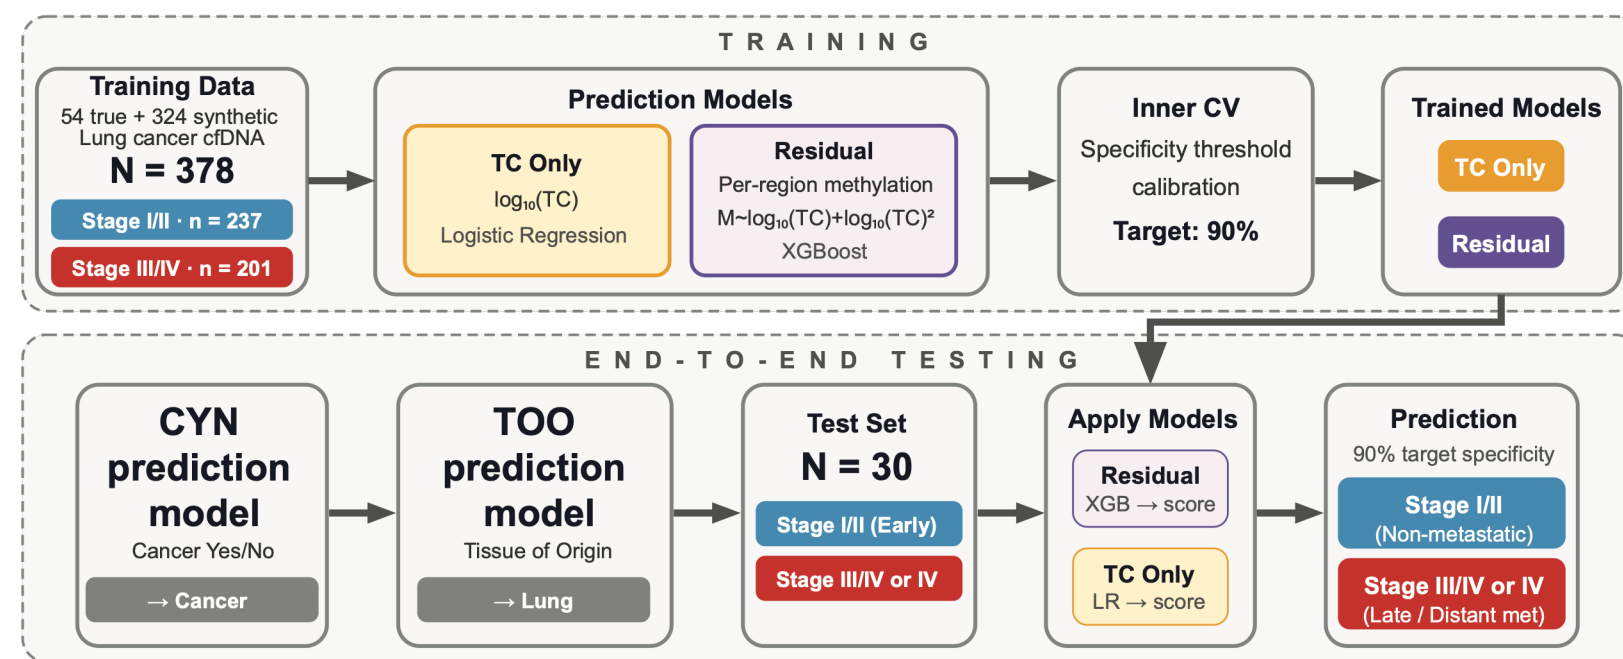 TRAINING
Training Data
54 true + 324 synthetic
Lung cancer cfDNA
N = 378
Stage I/II · n = 237
Stage III/IV · n = 201
Prediction Models
TC Only
log₁₀(TC)
Logistic Regression
Residual
Per-region methylation
M~log₁₀(TC)+log₁₀(TC)²
XGBoost
Inner CV
Specificity threshold
calibration
Target: 90%
Trained Models
TC Only
Residual
END-TO-END TESTING
CYN
prediction
model
Cancer Yes/No
→ Cancer
TOO
prediction
model
Tissue of Origin
→ Lung
Test Set
N = 30
Stage I/II (Early)
Stage III/IV or IV
Apply Models
Residual
XGB → score
TC Only
LR → score
Prediction
90% target specificity
Stage I/II
(Non-metastatic)
Stage III/IV or IV
(Late / Distant met)